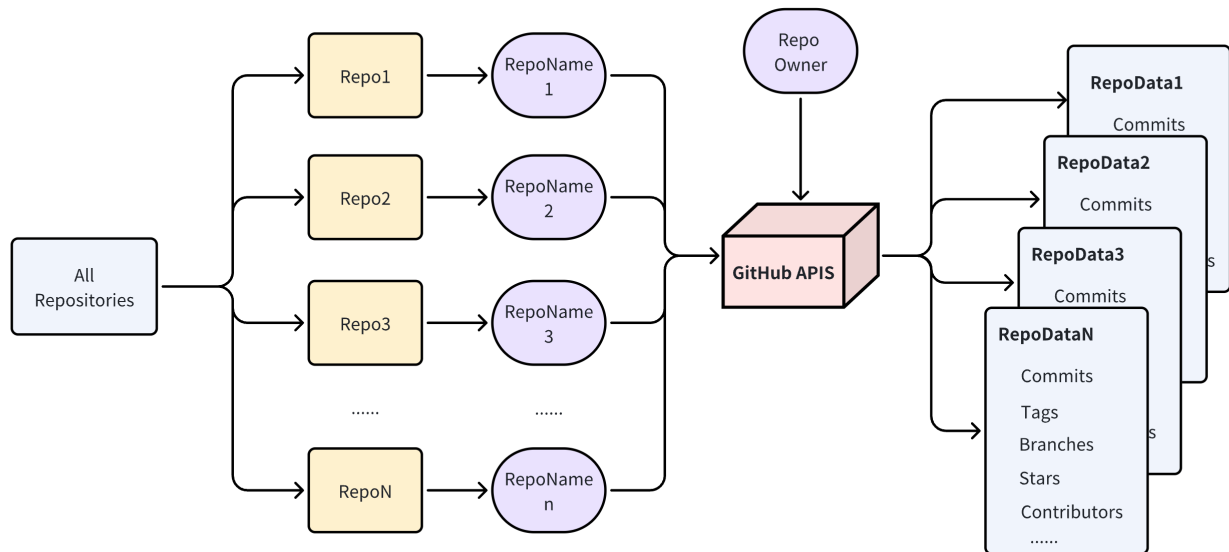 All
Repositories
Repo1
Repo2
Repo3
......
RepoN
RepoName
1
RepoName
2
RepoName
3
......
RepoName
n
Repo
Owner
GitHub APIS
RepoData1
Commits
s
RepoData2
Commits
RepoData3
Commits
s
RepoDataN
Commits
Tags
Branches
Stars
Contributors
......